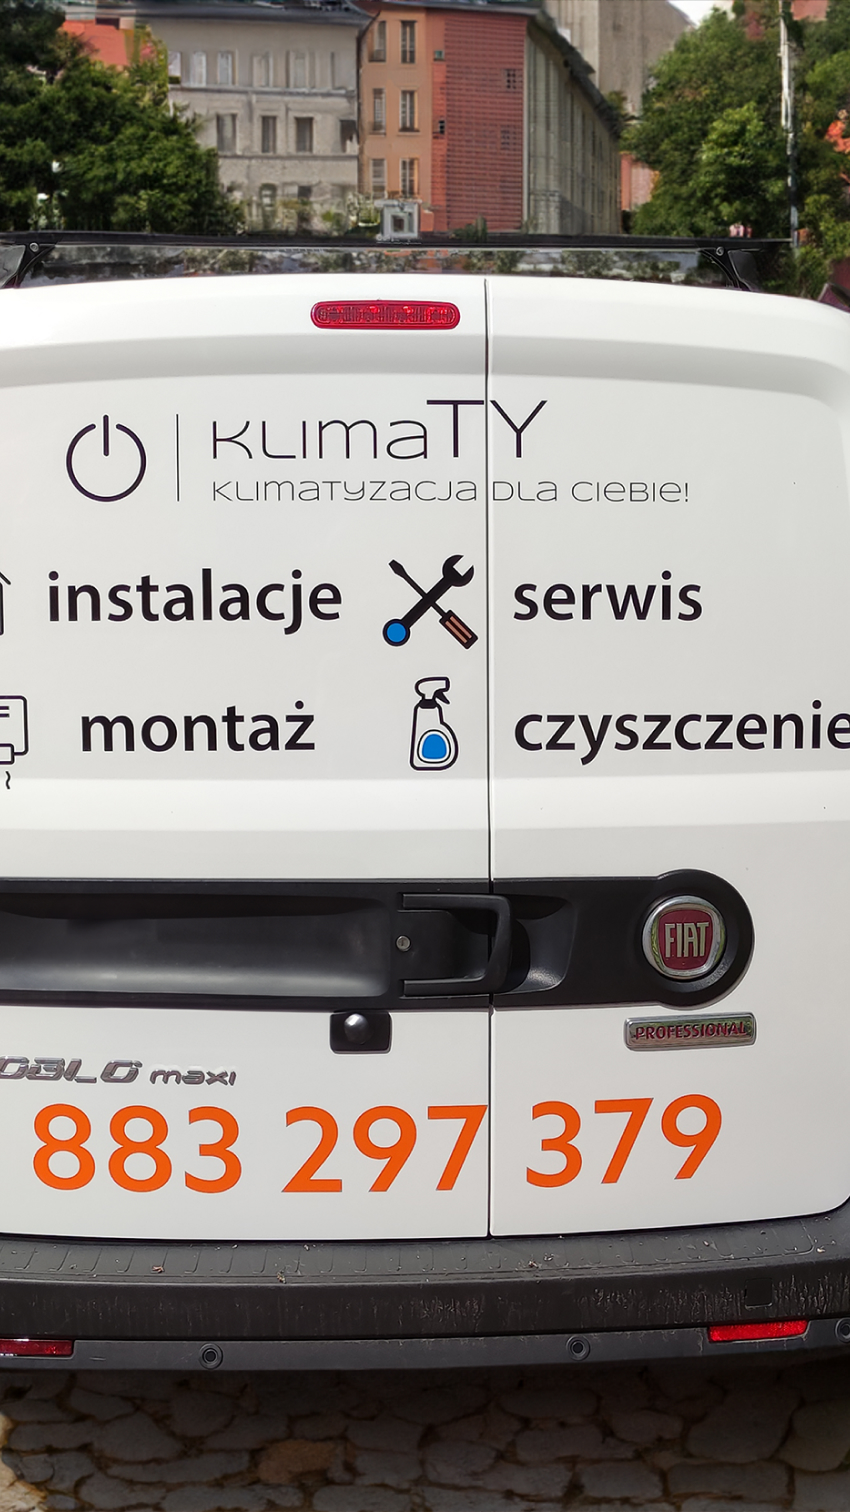 KLIMATY
KLIMATYZACJA DLA CIEBIE!
instalacje serwis
montaż czyszczenie
FIAT
PROFESSIONAL
maxi
883 297 379